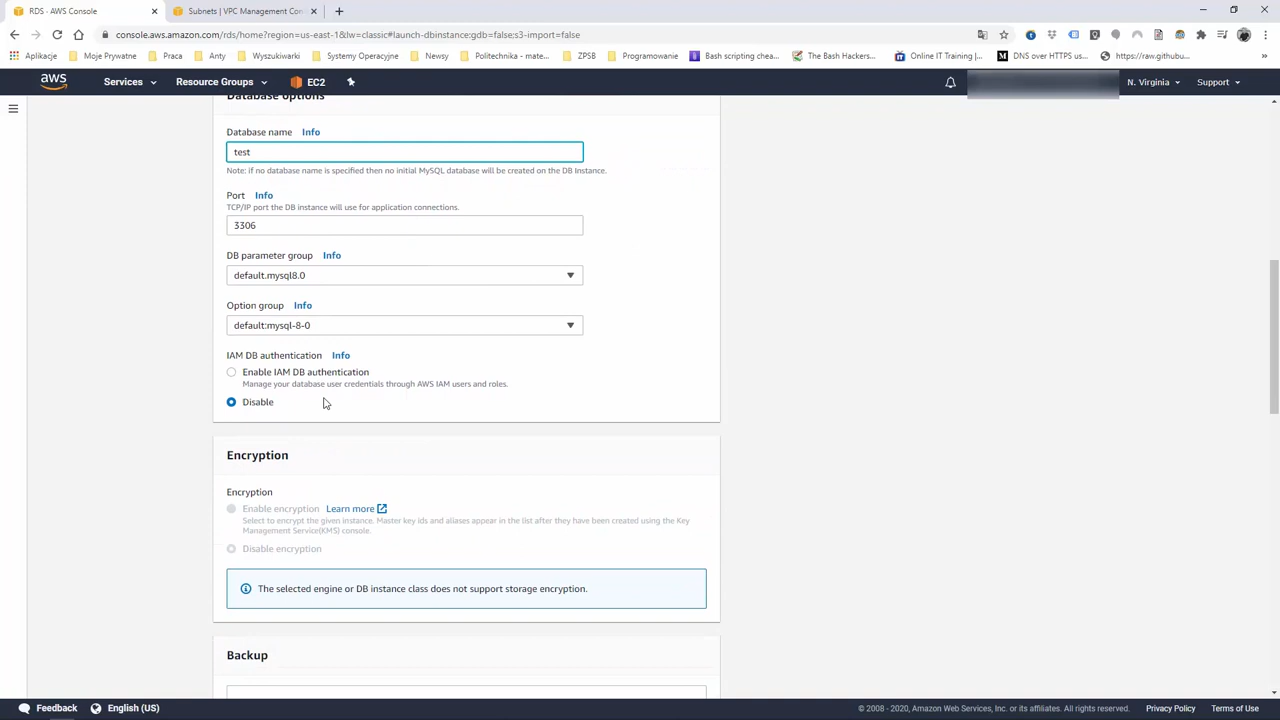 RDS - AWS Console
Subnets | VPC Management Con
console.aws.amazon.com/rds/home?region=us-east-1&lw=classic#launch-dbinstance:gdb=false;s3-import=false
Aplikacje
Moje Prywatne
Praca
Anty
Wyszukiwarki
Systemy Operacyjne
Newsy
Politechnika - mate...
ZPSB
Programowanie
Bash scripting chea...
The Bash Hackers...
Online IT Training |...
DNS over HTTPS us...
https://raw.githubu...
aws
Services
Resource Groups
EC2
N. Virginia
Support
Database options
Database name Info
test
Note: if no database name is specified then no initial MySQL database will be created on the DB Instance.
Port Info
TCP/IP port the DB instance will use for application connections.
3306
DB parameter group Info
default.mysql8.0
Option group Info
default:mysql-8-0
IAM DB authentication Info
Enable IAM DB authentication
Manage your database user credentials through AWS IAM users and roles.
Disable
Encryption
Encryption
Enable encryption Learn more
Select to encrypt the given instance. Master key ids and aliases appear in the list after they have been created using the Key
Management Service(KMS) console.
Disable encryption
The selected engine or DB instance class does not support storage encryption.
Backup
Feedback
English (US)
© 2008 - 2020, Amazon Web Services, Inc. or its affiliates. All rights reserved.
Privacy Policy
Terms of Use